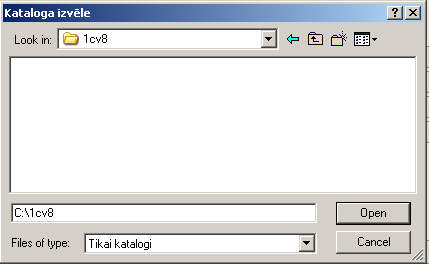 Kataloga izvēle
Look in: 1cv8
C:\1cv8
Open
Files of type: Tikai katalogi
Cancel